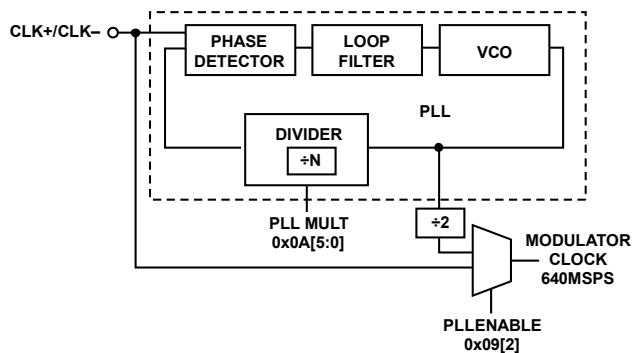 CLK+/CLK–
PHASE
DETECTOR
LOOP
FILTER
VCO
PLL
DIVIDER
÷N
PLL MULT
0x0A[5:0]
÷2
MODULATOR
CLOCK
640MSPS
PLLENABLE
0x09[2]